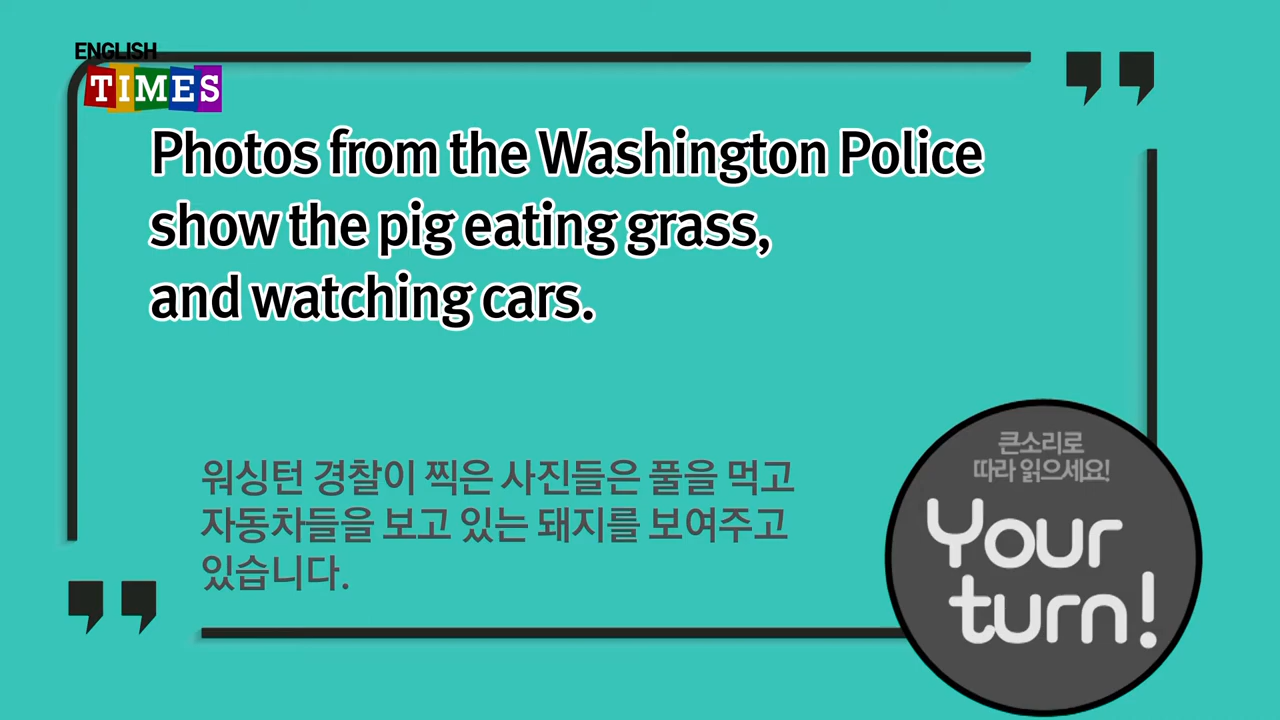 ENGLISH
TIMES
Photos from the Washington Police
show the pig eating grass,
and watching cars.
워싱턴 경찰이 찍은 사진들은 풀을 먹고
자동차들을 보고 있는 돼지를 보여주고
있습니다.
큰소리로
따라 읽으세요!
Your
turn!